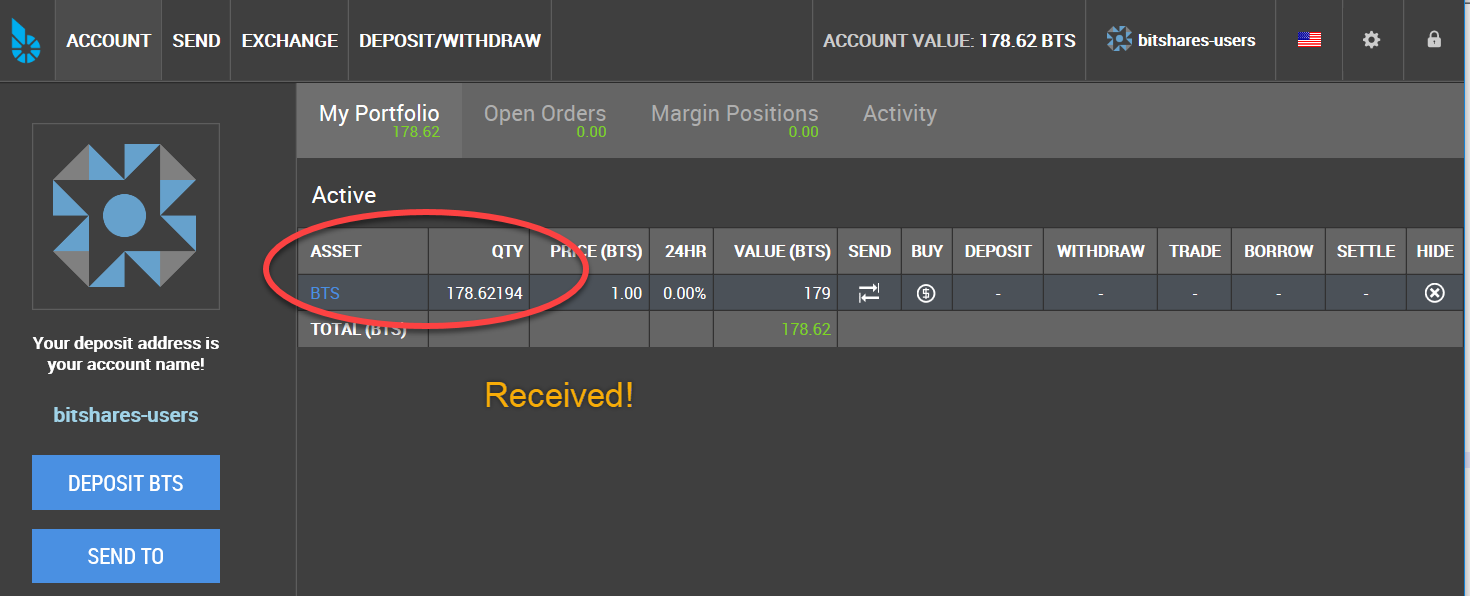 ACCOUNT SEND EXCHANGE DEPOSIT/WITHDRAW ACCOUNT VALUE: 178.62 BTS bitshares-users
My Portfolio Open Orders Margin Positions Activity
178.62 0.00 0.00
Active
ASSET QTY PRICE (BTS) 24HR VALUE (BTS) SEND BUY DEPOSIT WITHDRAW TRADE BORROW SETTLE HIDE
BTS 178.62194 1.00 0.00% 179 - - - - -
TOTAL (BTS) 178.62
Your deposit address is
your account name!
Received!
bitshares-users
DEPOSIT BTS
SEND TO